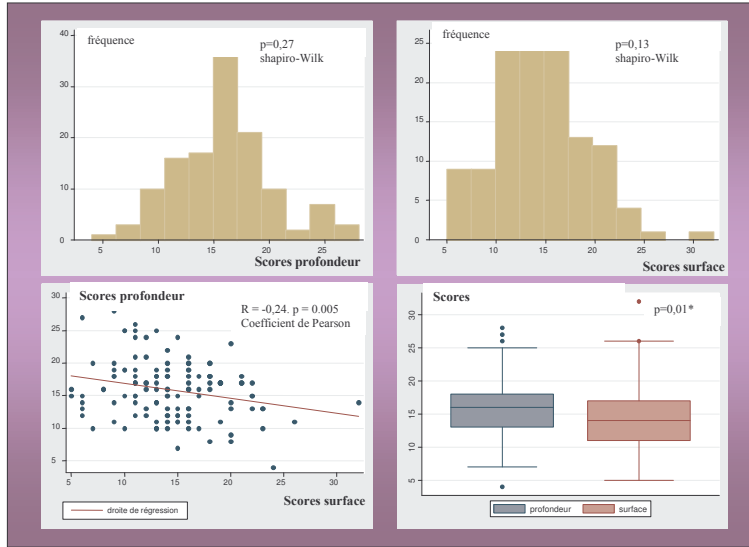 fréquence
p=0,27
shapiro-Wilk
40
30
20
10
0
5
10
15
20
25
Scores profondeur
fréquence
p=0,13
shapiro-Wilk
25
20
15
10
5
0
5
10
15
20
25
30
Scores surface
Scores profondeur
R = -0,24. p = 0.005
Coefficient de Pearson
30
25
20
15
10
5
5
10
15
20
25
30
droite de régression
Scores surface
Scores
p=0,01*
30
25
20
15
10
5
profondeur
surface